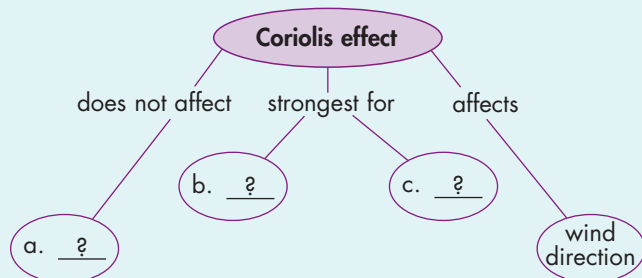 Coriolis effect
does not affect
strongest for
affects
b. ?
c. ?
a. ?
wind
direction